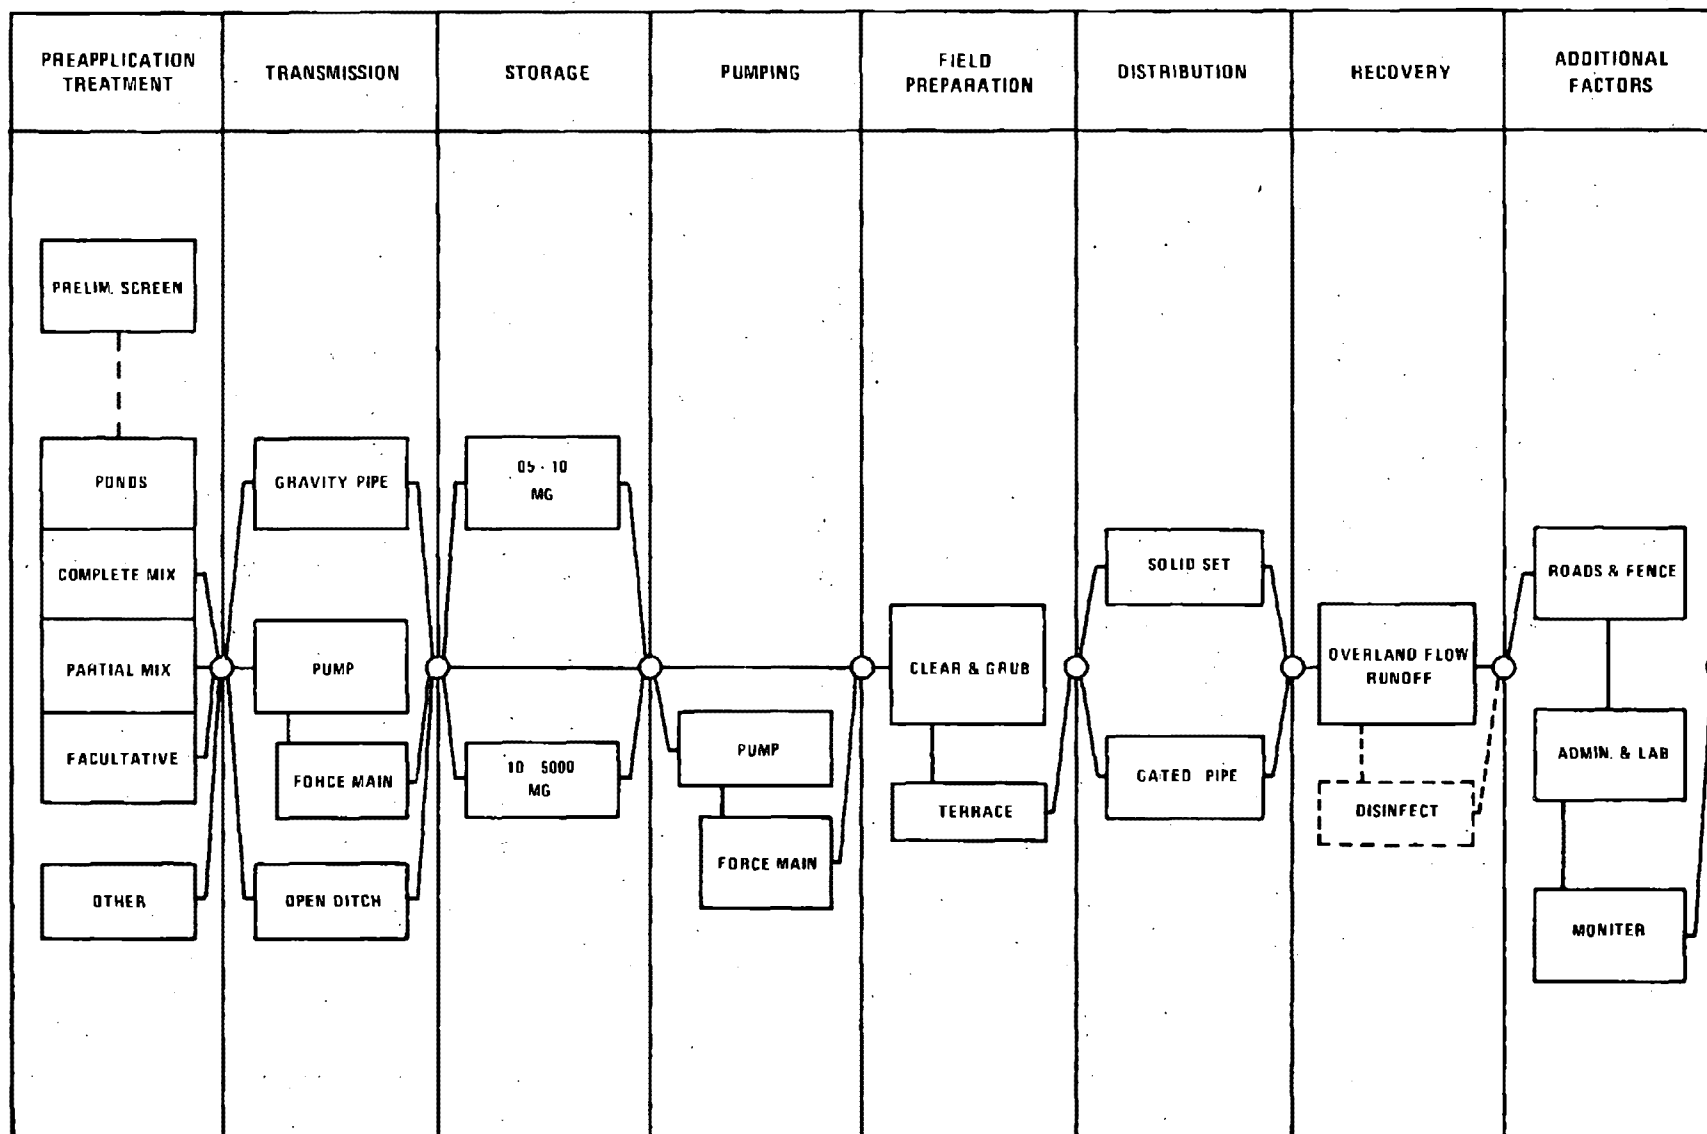 PREAPPLICATION
TREATMENT
TRANSMISSION
STORAGE
PUMPING
FIELD
PREPARATION
DISTRIBUTION
RECOVERY
ADDITIONAL
FACTORS
PRELIM. SCREEN
PONDS
COMPLETE MIX
PARTIAL MIX
FACULTATIVE
OTHER
GRAVITY PIPE
PUMP
FORCE MAIN
OPEN DITCH
05 - 10
MG
10 5000
MG
PUMP
FORCE MAIN
CLEAR & GRUB
TERRACE
SOLID SET
GATED PIPE
OVERLAND FLOW
RUNOFF
DISINFECT
ROADS & FENCE
ADMIN. & LAB
MONITER